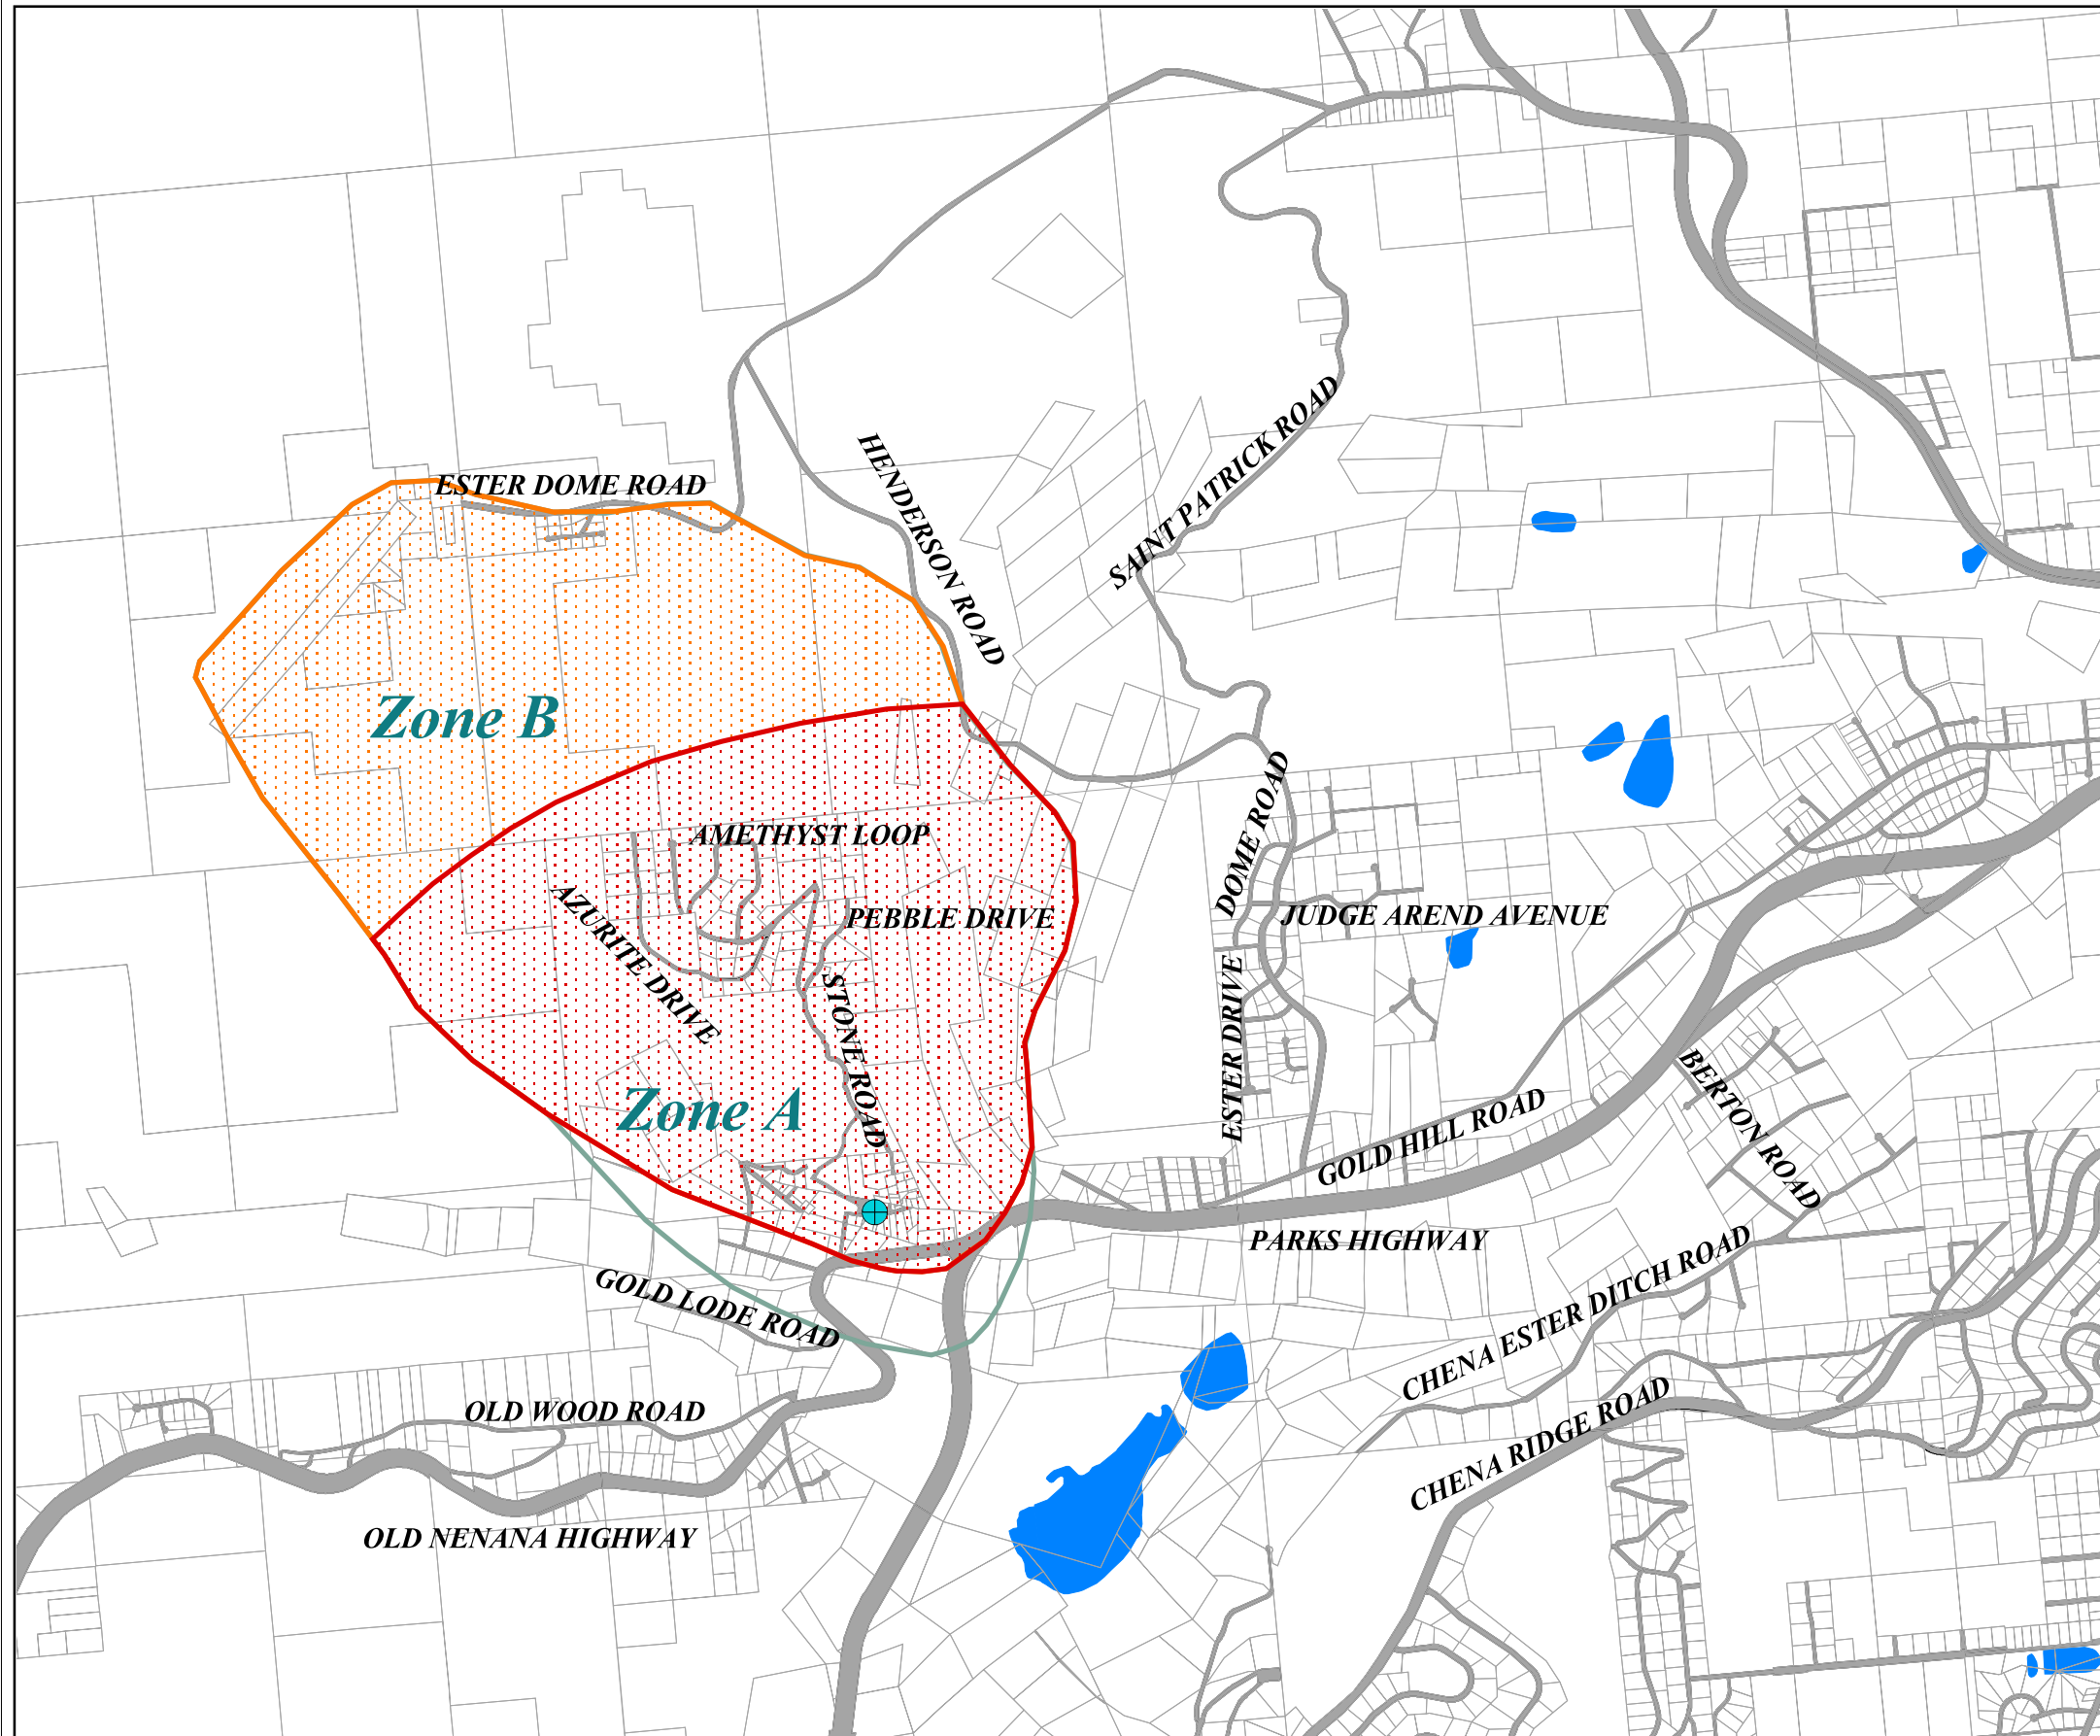 HENDERSON ROAD
SAINT PATRICK ROAD
ESTER DOME ROAD
Zone B
DOME ROAD
AMETHYST LOOP
AZURITE DRIVE
PEBBLE DRIVE
JUDGE AREND AVENUE
STONE ROAD
ESTER DRIVE
BERTON ROAD
Zone A
GOLD HILL ROAD
PARKS HIGHWAY
CHENA ESTER DITCH ROAD
GOLD LODE ROAD
CHENA RIDGE ROAD
OLD WOOD ROAD
OLD NENANA HIGHWAY